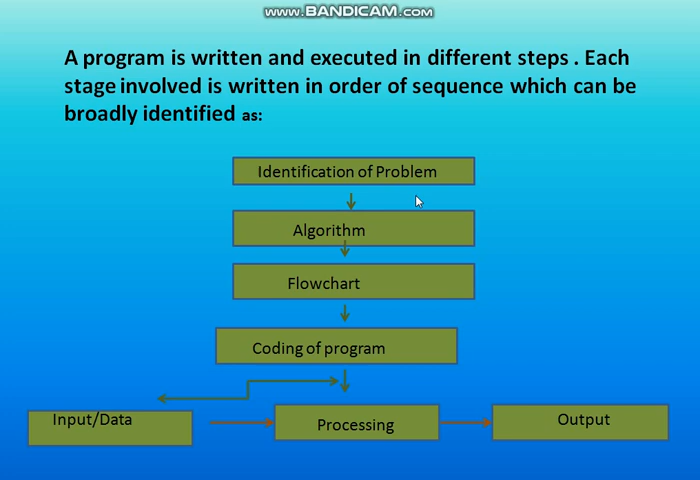 www.BANDICAM.com
A program is written and executed in different steps . Each
stage involved is written in order of sequence which can be
broadly identified as:
Identification of Problem
Algorithm
Flowchart
Coding of program
Input/Data
Processing
Output